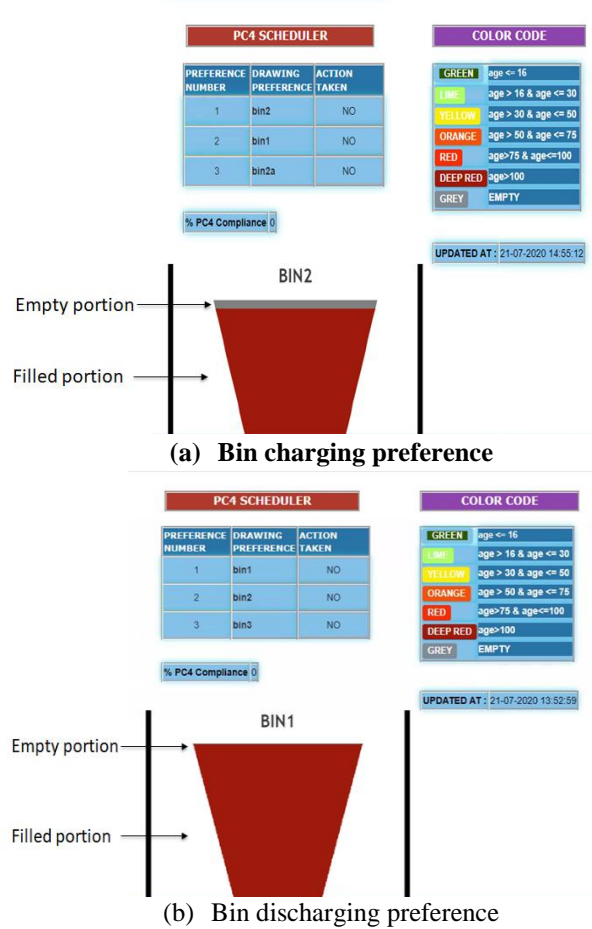 PC4 SCHEDULER
COLOR CODE
PREFERENCE NUMBER DRAWING PREFERENCE ACTION TAKEN
1 bin2 NO
2 bin1 NO
3 bin2a NO
% PC4 Compliance 0
GREEN age <= 16
LIME age > 16 & age <= 30
YELLOW age > 30 & age <= 50
ORANGE age > 50 & age <= 75
RED age>75 & age<=100
DEEP RED age>100
GREY EMPTY
UPDATED AT : 21-07-2020 14:55:12
BIN2
Empty portion
Filled portion
(a) Bin charging preference
PC4 SCHEDULER
COLOR CODE
PREFERENCE NUMBER DRAWING PREFERENCE ACTION TAKEN
1 bin1 NO
2 bin2 NO
3 bin3 NO
% PC4 Compliance 0
GREEN age <= 16
LIME age > 16 & age <= 30
YELLOW age > 30 & age <= 50
ORANGE age > 50 & age <= 75
RED age>75 & age<=100
DEEP RED age>100
GREY EMPTY
UPDATED AT : 21-07-2020 13:52:59
BIN1
Empty portion
Filled portion
(b) Bin discharging preference